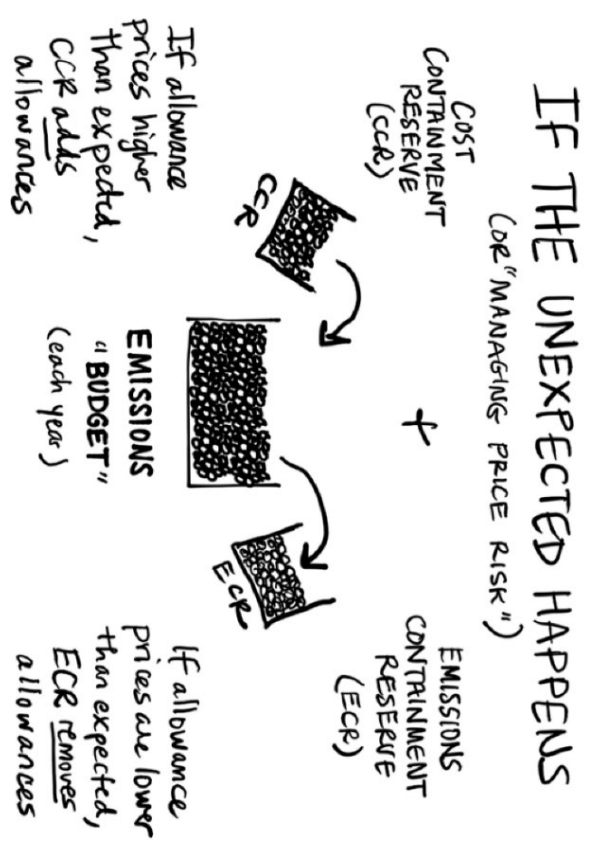 IF THE UNEXPECTED HAPPENS
(OR "MANAGING PRICE RISK")
COST
CONTAINMENT
RESERVE
(CCR)
+
EMISSIONS
CONTAINMENT
RESERVE
(ECR)
CCR
ECR
If allowance
prices higher
than expected,
CCR adds
allowances
EMISSIONS
"BUDGET"
(each year)
If allowance
prices are lower
than expected,
ECR removes
allowances